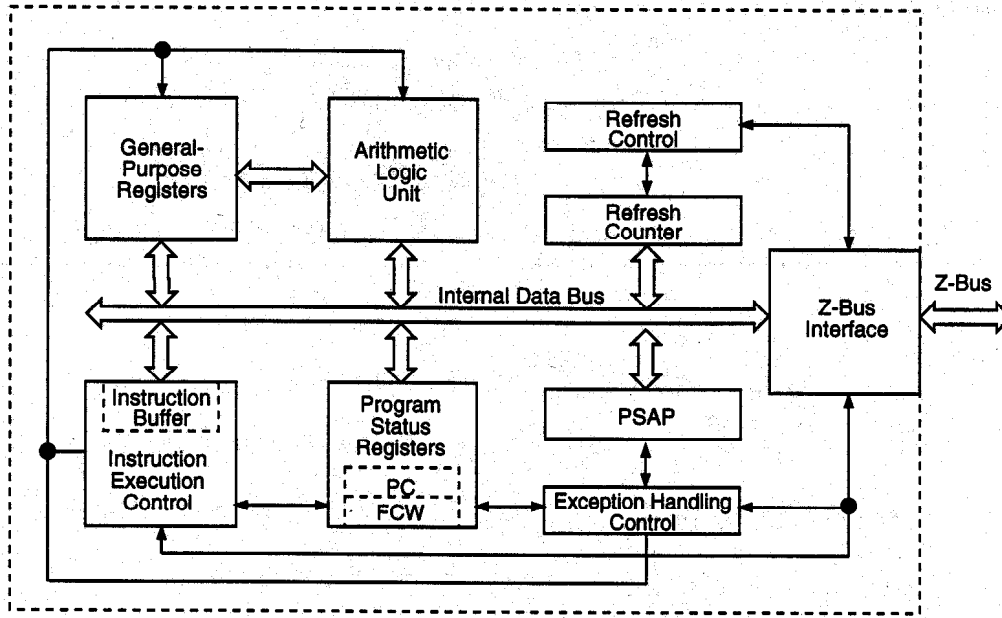 General-
Purpose
Registers
Arithmetic
Logic
Unit
Refresh
Control
Refresh
Counter
Internal Data Bus
Z-Bus
Interface
Z-Bus
Instruction
Buffer
Instruction
Execution
Control
Program
Status
Registers
PC
FCW
PSAP
Exception Handling
Control